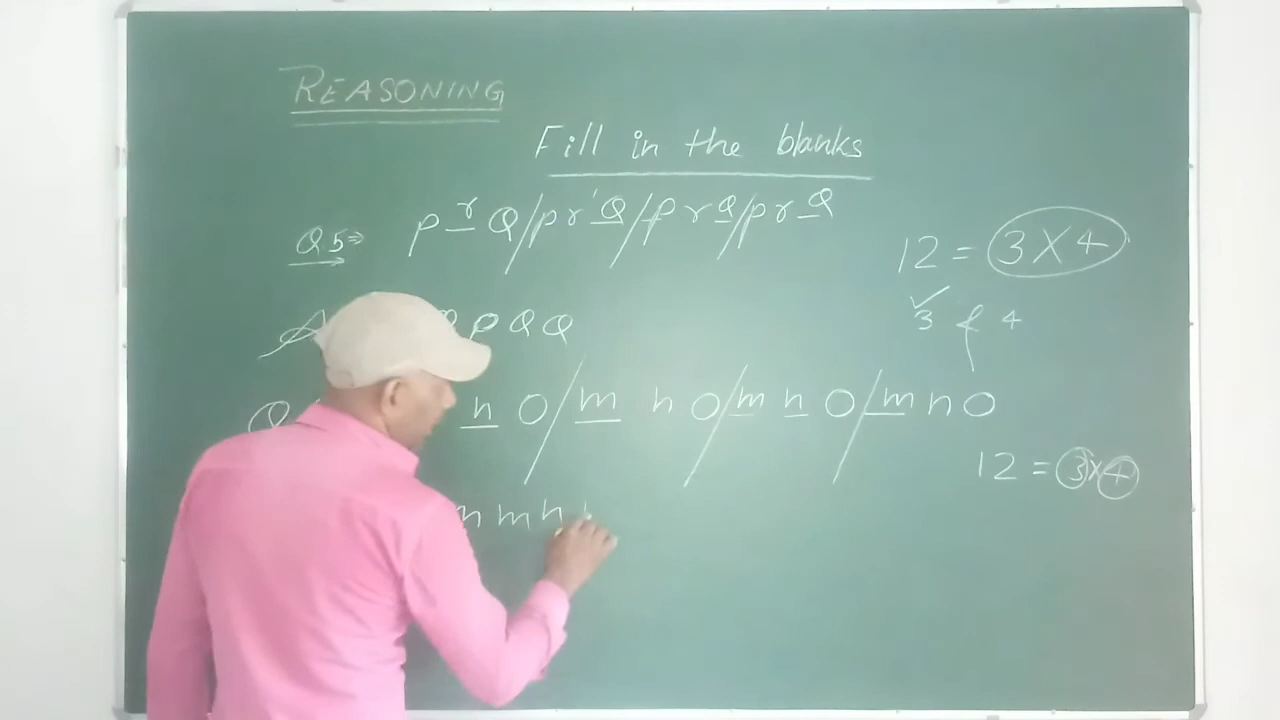 REASONING
Fill in the blanks
Q5⇒ p r Q/p r Q/p r Q/p r Q
12 = 3 X 4
3 & 4
p Q Q
n O/m n O/m n O/m n O
12 = 3 x 4
n m n